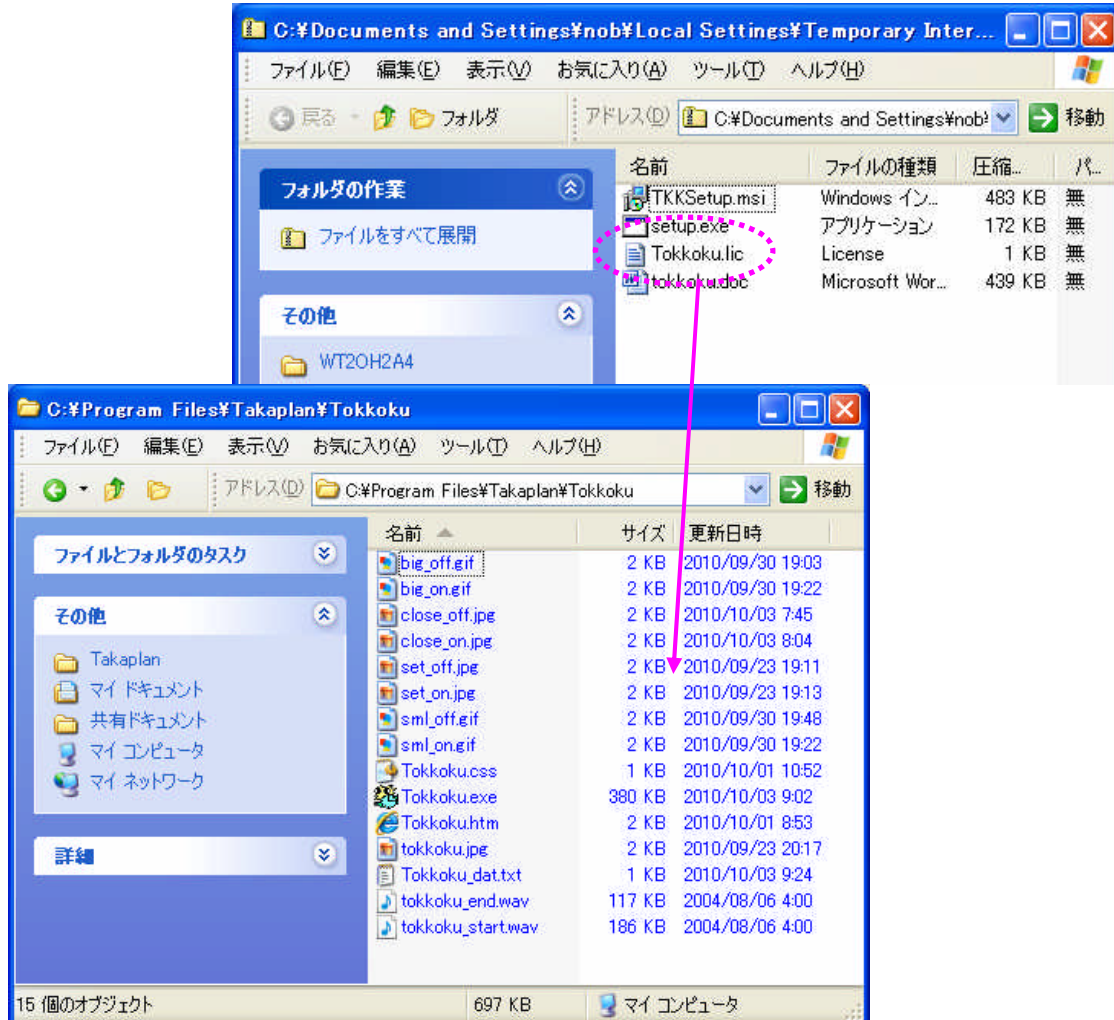 C:¥Documents and Settings¥nob¥Local Settings¥Temporary Inter...
ファイル(F) 編集(E) 表示(V) お気に入り(A) ツール(T) ヘルプ(H)
戻る フォルダ アドレス(D) C:¥Documents and Settings¥nob¥ 移動
名前 ファイルの種類 圧縮... パ...
フォルダの作業
ファイルをすべて展開
その他
WT2OH2A4
TKKSetup.msi Windows イン... 483 KB 無
setup.exe アプリケーション 172 KB 無
Tokkoku.lic License 1 KB 無
tokkoku.doc Microsoft Wor... 439 KB 無
C:¥Program Files¥Takaplan¥Tokkoku
ファイル(F) 編集(E) 表示(V) お気に入り(A) ツール(T) ヘルプ(H)
アドレス(D) C:¥Program Files¥Takaplan¥Tokkoku 移動
ファイルとフォルダのタスク
その他
Takaplan
マイ ドキュメント
共有ドキュメント
マイ コンピュータ
マイ ネットワーク
詳細
名前 サイズ 更新日時
big_off.gif 2 KB 2010/09/30 19:03
big_on.gif 2 KB 2010/09/30 19:22
close_off.jpg 2 KB 2010/10/03 7:45
close_on.jpg 2 KB 2010/10/03 8:04
set_off.jpg 2 KB 2010/09/23 19:11
set_on.jpg 2 KB 2010/09/23 19:13
sml_off.gif 2 KB 2010/09/30 19:48
sml_on.gif 2 KB 2010/09/30 19:22
Tokkoku.css 1 KB 2010/10/01 10:52
Tokkoku.exe 380 KB 2010/10/03 9:02
Tokkoku.htm 2 KB 2010/10/01 8:53
tokkoku.jpg 2 KB 2010/09/23 20:17
Tokkoku_dat.txt 1 KB 2010/10/03 9:24
tokkoku_end.wav 117 KB 2004/08/06 4:00
tokkoku_start.wav 186 KB 2004/08/06 4:00
15 個のオブジェクト 697 KB マイ コンピュータ